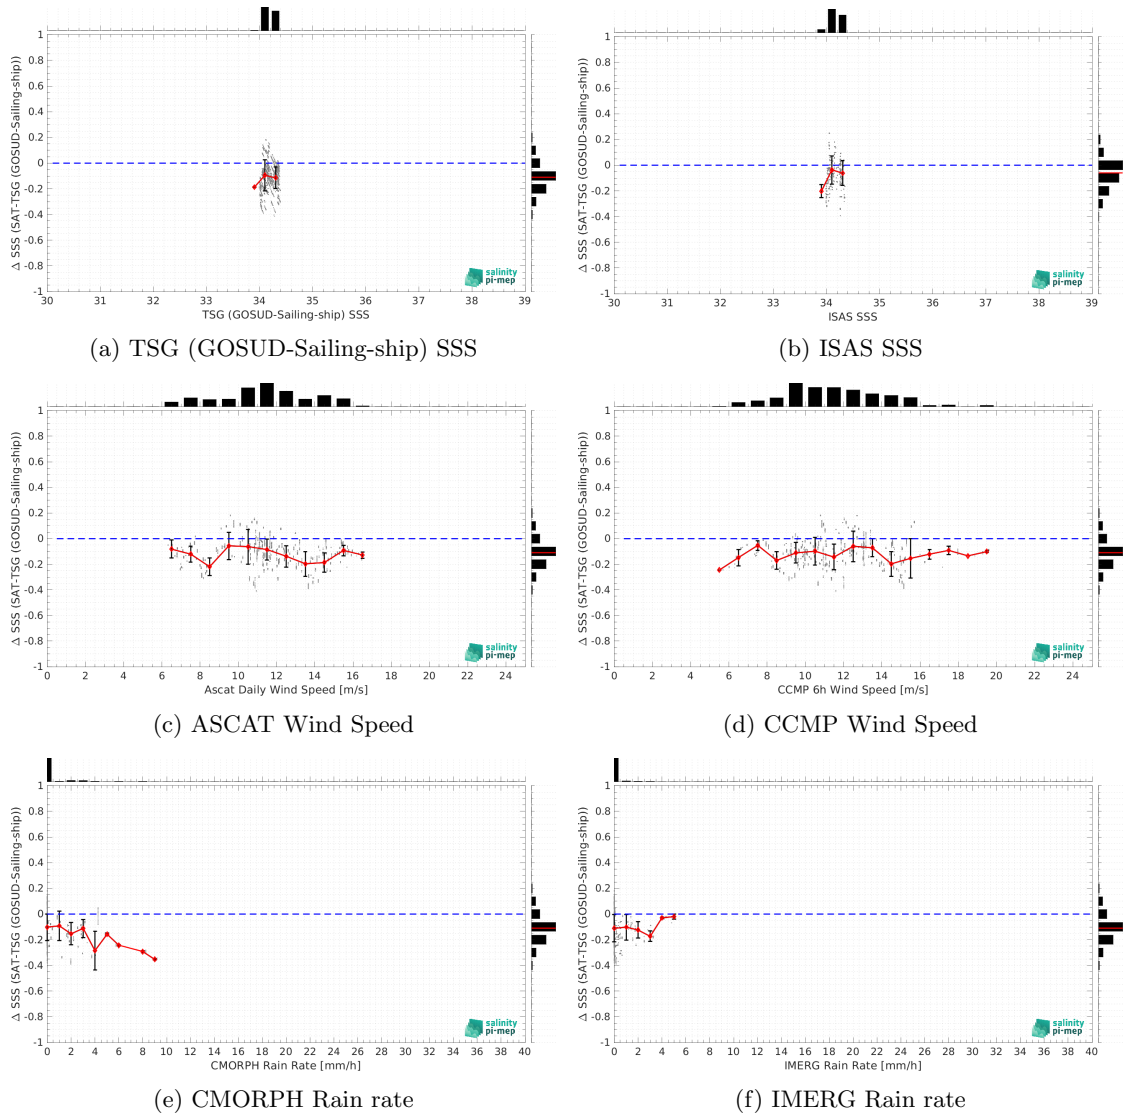 1
0.8
0.6
0.4
0.2
0
-0.2
-0.4
-0.6
-0.8
-1
Δ SSS (SAT-TSG (GOSUD-Sailing-ship))
salinity
pi-mep
30 31 32 33 34 35 36 37 38 39
TSG (GOSUD-Sailing-ship) SSS
(a) TSG (GOSUD-Sailing-ship) SSS
1
0.8
0.6
0.4
0.2
0
-0.2
-0.4
-0.6
-0.8
-1
Δ SSS (SAT-TSG (GOSUD-Sailing-ship))
salinity
pi-mep
30 31 32 33 34 35 36 37 38 39
ISAS SSS
(b) ISAS SSS
1
0.8
0.6
0.4
0.2
0
-0.2
-0.4
-0.6
-0.8
-1
Δ SSS (SAT-TSG (GOSUD-Sailing-ship))
salinity
pi-mep
0 2 4 6 8 10 12 14 16 18 20 22 24
Ascat Daily Wind Speed [m/s]
(c) ASCAT Wind Speed
1
0.8
0.6
0.4
0.2
0
-0.2
-0.4
-0.6
-0.8
-1
Δ SSS (SAT-TSG (GOSUD-Sailing-ship))
salinity
pi-mep
0 2 4 6 8 10 12 14 16 18 20 22 24
CCMP 6h Wind Speed [m/s]
(d) CCMP Wind Speed
1
0.8
0.6
0.4
0.2
0
-0.2
-0.4
-0.6
-0.8
-1
Δ SSS (SAT-TSG (GOSUD-Sailing-ship))
salinity
pi-mep
0 2 4 6 8 10 12 14 16 18 20 22 24 26 28 30 32 34 36 38 40
CMORPH Rain Rate [mm/h]
(e) CMORPH Rain rate
1
0.8
0.6
0.4
0.2
0
-0.2
-0.4
-0.6
-0.8
-1
Δ SSS (SAT-TSG (GOSUD-Sailing-ship))
salinity
pi-mep
0 2 4 6 8 10 12 14 16 18 20 22 24 26 28 30 32 34 36 38 40
IMERG Rain Rate [mm/h]
(f) IMERG Rain rate